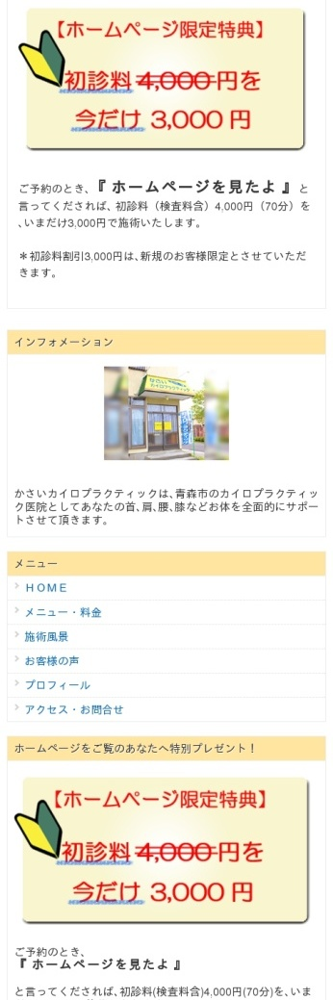 【ホームページ限定特典】
初診料 4,000円を
今だけ 3,000 円
ご予約のとき、『 ホームページを見たよ 』 と
言ってくだされば、初診料（検査料含）4,000円（70分）を
、いまだけ3,000円で施術いたします。
＊初診料割引3,000円は、新規のお客様限定とさせていただ
きます。
インフォメーション
かさい
カイロプラクティック
かさいカイロプラクティックは、青森市のカイロプラクティッ
ク医院としてあなたの首、肩、腰、膝などお体を全面的にサポー
トさせて頂きます。
メニュー
ＨＯＭＥ
メニュー・料金
施術風景
お客様の声
プロフィール
アクセス・お問合せ
ホームページをご覧のあなたへ特別プレゼント！
【ホームページ限定特典】
初診料 4,000円を
今だけ 3,000 円
ご予約のとき、
『 ホームページを見たよ 』
と言ってくだされば、初診料(検査料含)4,000円(70分)を、いま